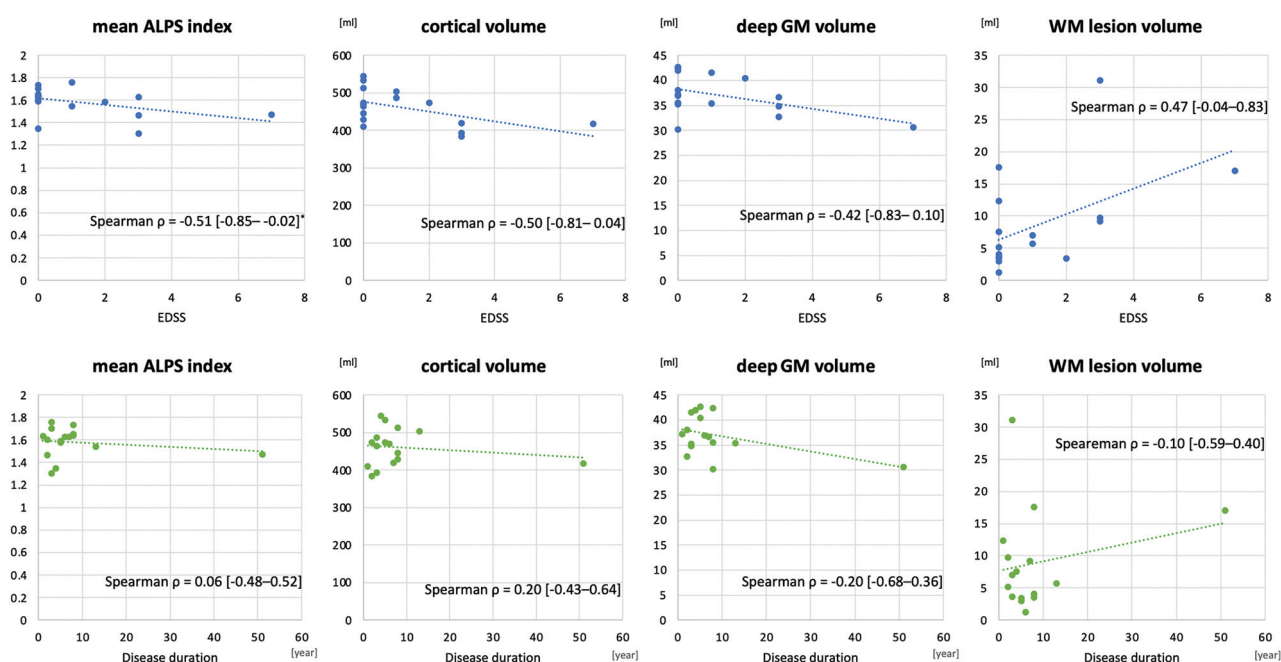 mean ALPS index
2
1.8
1.6
1.4
1.2
1
0.8
0.6
0.4
0.2
0
Spearman ρ = -0.51 [-0.85– -0.02]*
0 2 4 6 8
EDSS
[ml]
cortical volume
600
500
400
300
200
100
0
Spearman ρ = -0.50 [-0.81– 0.04]
0 2 4 6 8
EDSS
[ml]
deep GM volume
45
40
35
30
25
20
15
10
5
0
Spearman ρ = -0.42 [-0.83– 0.10]
0 2 4 6 8
EDSS
[ml]
WM lesion volume
35
30
25
20
15
10
5
0
Spearman ρ = 0.47 [-0.04–0.83]
0 2 4 6 8
EDSS
mean ALPS index
2
1.8
1.6
1.4
1.2
1
0.8
0.6
0.4
0.2
0
Spearman ρ = 0.06 [-0.48–0.52]
0 10 20 30 40 50 60
Disease duration [year]
[ml]
cortical volume
600
500
400
300
200
100
0
Spearman ρ = 0.20 [-0.43–0.64]
0 10 20 30 40 50 60
Disease duration [year]
[ml]
deep GM volume
45
40
35
30
25
20
15
10
5
0
Spearman ρ = -0.20 [-0.68–0.36]
0 10 20 30 40 50 60
Disease duration [year]
[ml]
WM lesion volume
35
30
25
20
15
10
5
0
Speareman ρ = -0.10 [-0.59–0.40]
0 10 20 30 40 50 60
Disease duration [year]